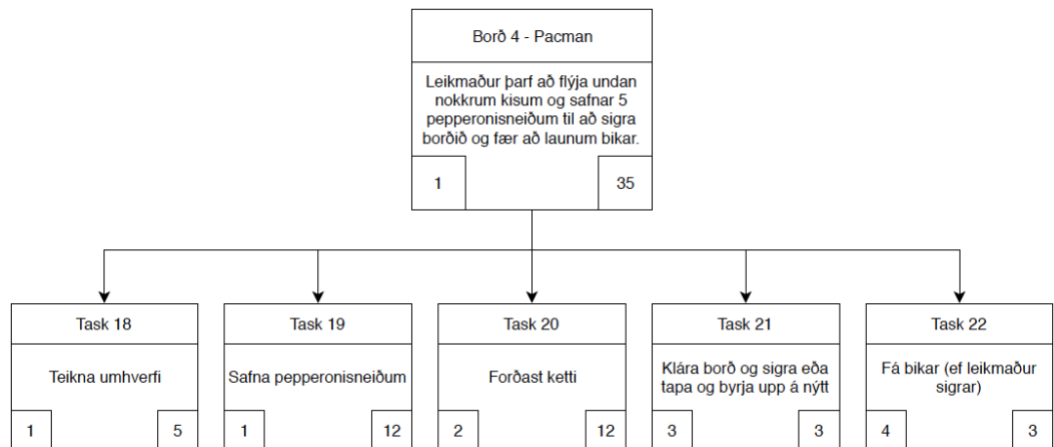 Borð 4 - Pacman
Leikmaður þarf að flýja undan
nokkrum kisum og safnar 5
pepperonisneiðum til að sigra
borðið og fær að launum bikar.
1
35
Task 18
Teikna umhverfi
1
5
Task 19
Safna pepperonisneiðum
1
12
Task 20
Forðast ketti
2
12
Task 21
Klára borð og sigra eða
tapa og byrja upp á nýtt
3
3
Task 22
Fá bikar (ef leikmaður
sigrar)
4
3